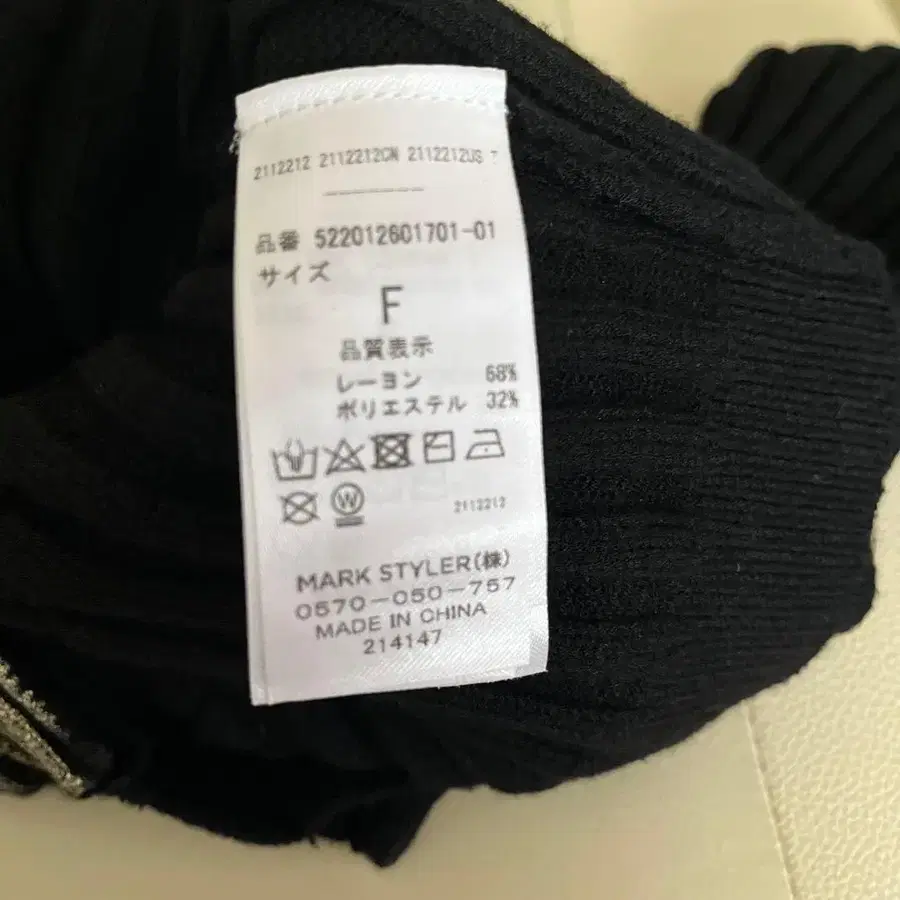 2112212 2112212CN 2112212US
品番 522012601701-01
サイズ
F
品質表示
レーヨン 68%
ポリエステル 32%
W
2112212
MARK STYLER(株)
0570-050-757
MADE IN CHINA
214147